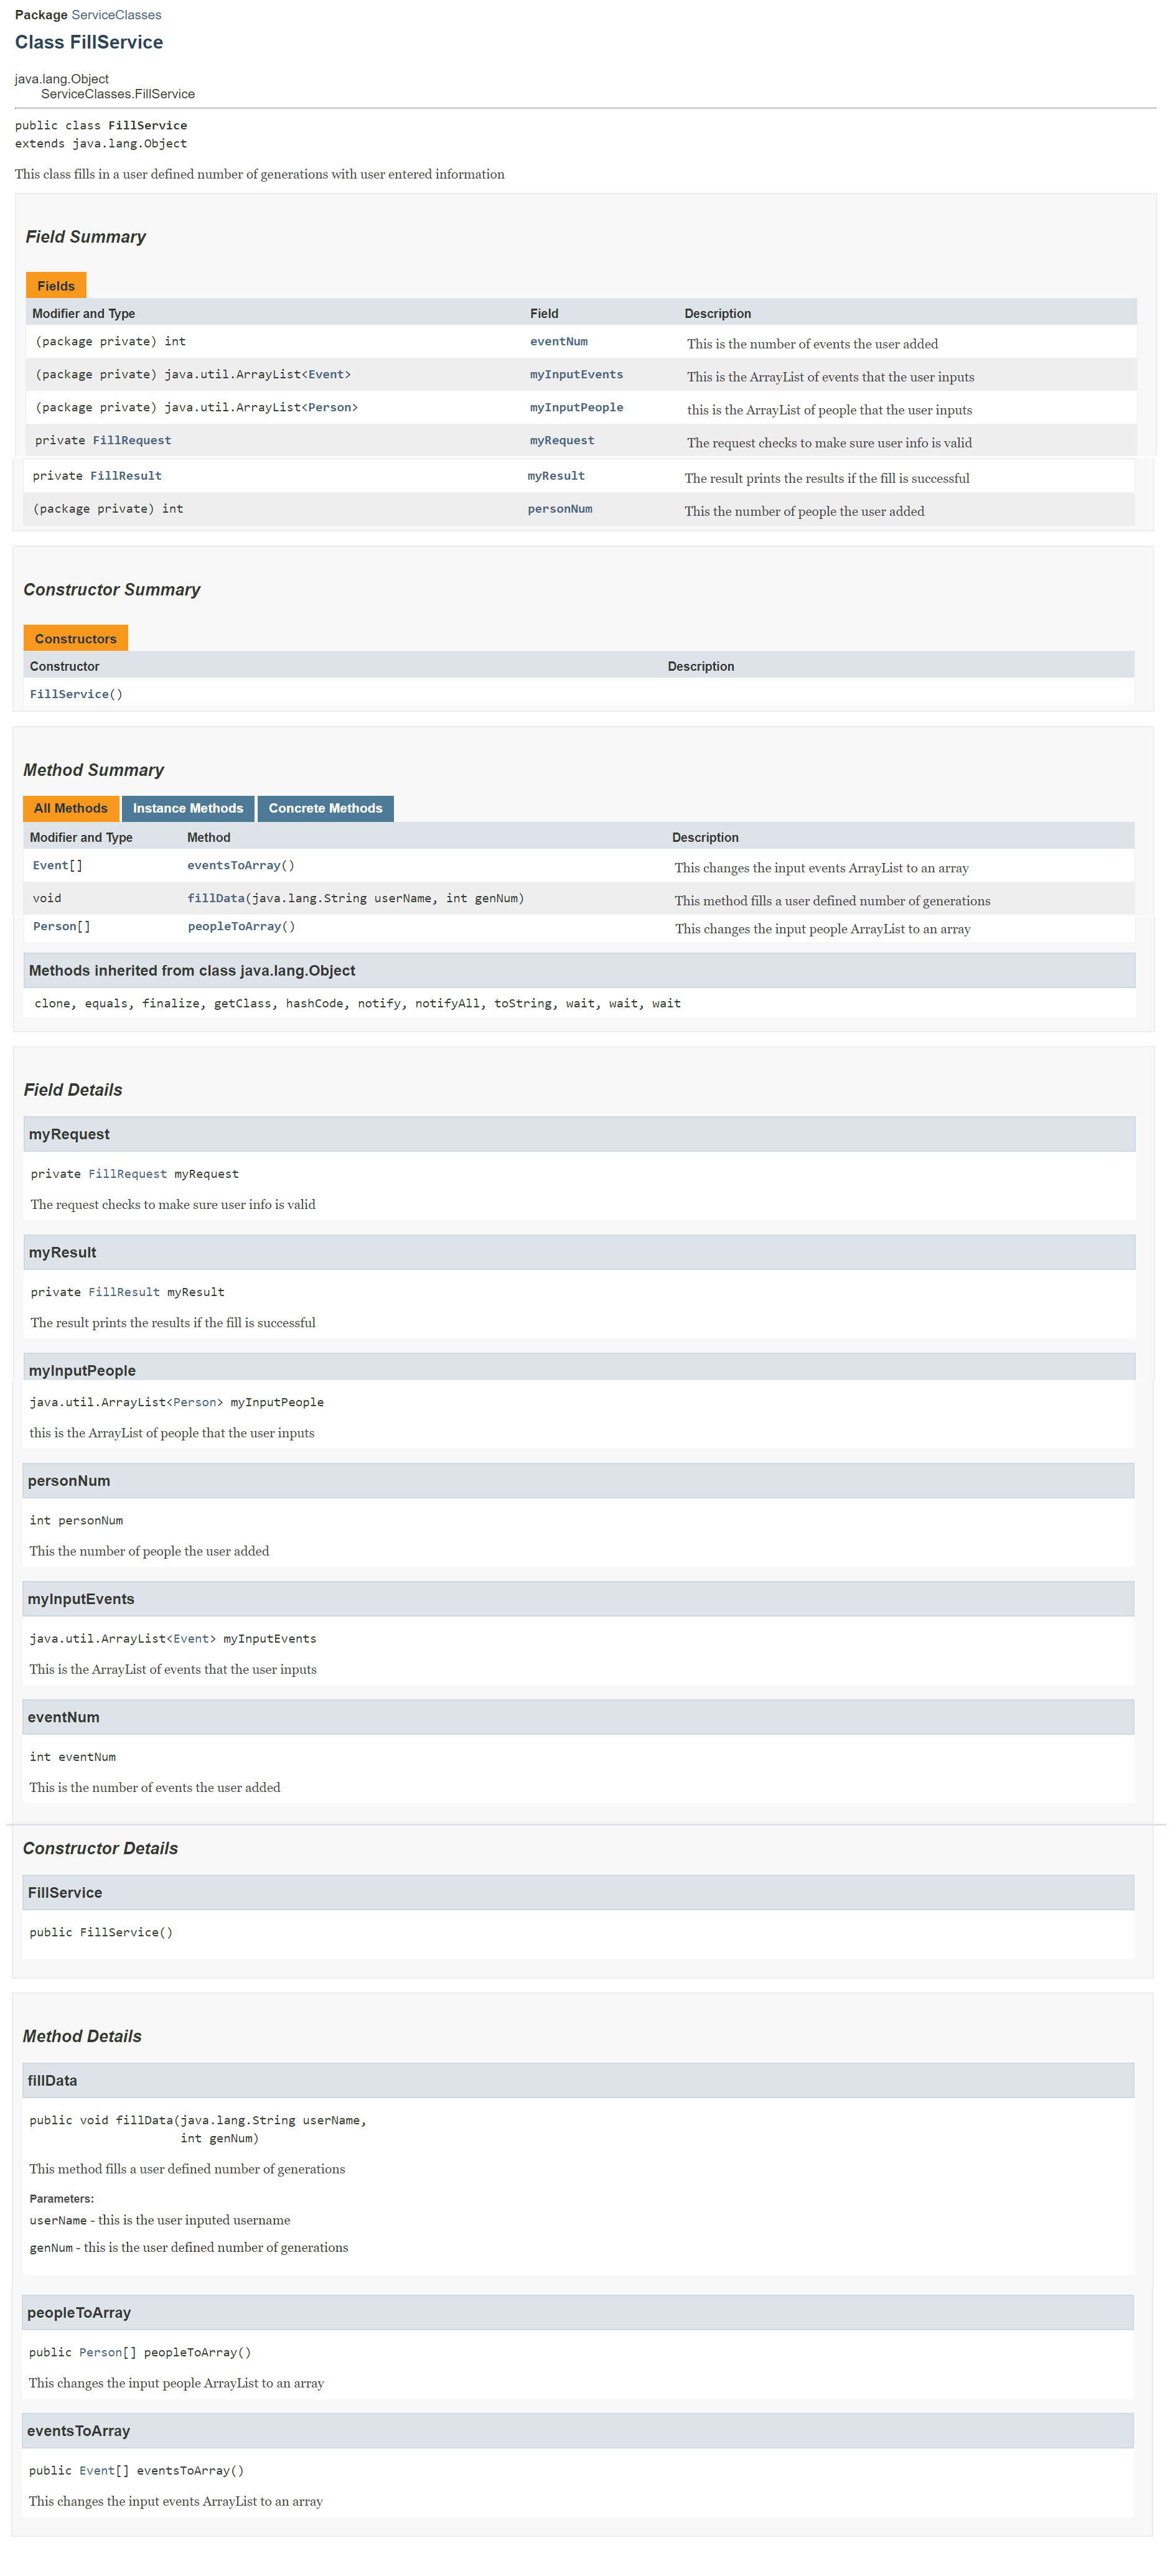 Package ServiceClasses
Class FillService
java.lang.Object
ServiceClasses.FillService
public class FillService
extends java.lang.Object
This class fills in a user defined number of generations with user entered information
Field Summary
Fields
Modifier and Type Field Description
(package private) int eventNum This is the number of events the user added
(package private) java.util.ArrayList<Event> myInputEvents This is the ArrayList of events that the user inputs
(package private) java.util.ArrayList<Person> myInputPeople this is the ArrayList of people that the user inputs
private FillRequest myRequest The request checks to make sure user info is valid
private FillResult myResult The result prints the results if the fill is successful
(package private) int personNum This the number of people the user added
Constructor Summary
Constructors
Constructor Description
FillService()
Method Summary
All Methods Instance Methods Concrete Methods
Modifier and Type Method Description
Event[] eventsToArray() This changes the input events ArrayList to an array
void fillData(java.lang.String userName, int genNum) This method fills a user defined number of generations
Person[] peopleToArray() This changes the input people ArrayList to an array
Methods inherited from class java.lang.Object
clone, equals, finalize, getClass, hashCode, notify, notifyAll, toString, wait, wait, wait
Field Details
myRequest
private FillRequest myRequest
The request checks to make sure user info is valid
myResult
private FillResult myResult
The result prints the results if the fill is successful
myInputPeople
java.util.ArrayList<Person> myInputPeople
this is the ArrayList of people that the user inputs
personNum
int personNum
This the number of people the user added
myInputEvents
java.util.ArrayList<Event> myInputEvents
This is the ArrayList of events that the user inputs
eventNum
int eventNum
This is the number of events the user added
Constructor Details
FillService
public FillService()
Method Details
fillData
public void fillData(java.lang.String userName,
int genNum)
This method fills a user defined number of generations
Parameters:
userName - this is the user inputed username
genNum - this is the user defined number of generations
peopleToArray
public Person[] peopleToArray()
This changes the input people ArrayList to an array
eventsToArray
public Event[] eventsToArray()
This changes the input events ArrayList to an array